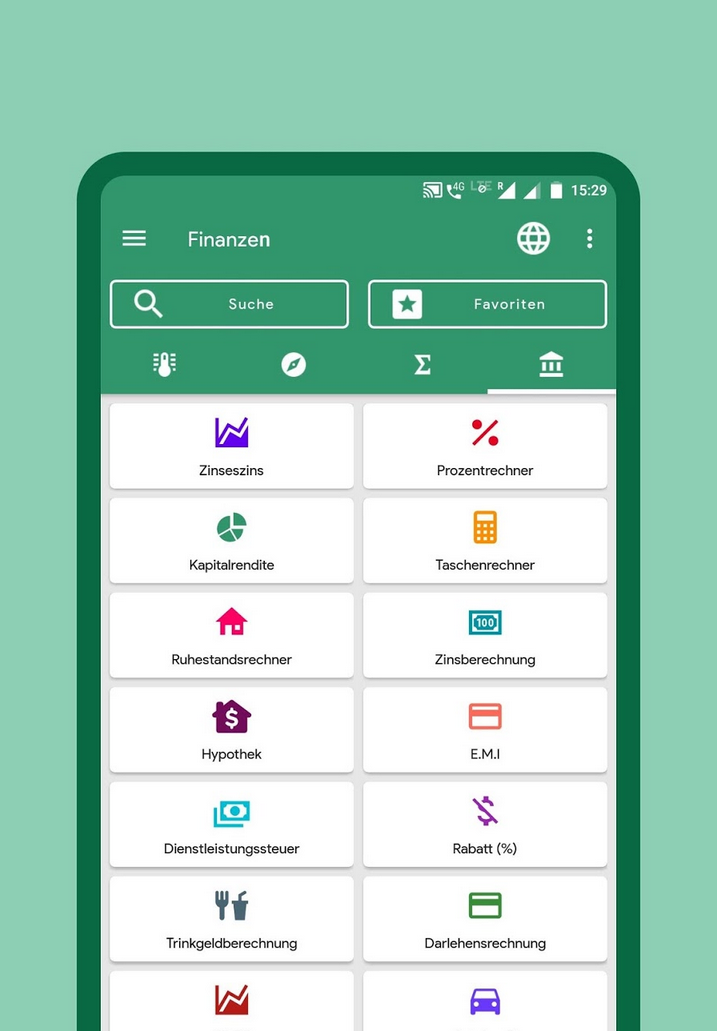 4G LTE R 15:29
Finanzen
Suche Favoriten
Σ
Zinseszins Prozentrechner
Kapitalrendite Taschenrechner
100
Ruhestandsrechner Zinsberechnung
$
Hypothek E.M.I
Dienstleistungssteuer Rabatt (%)
Trinkgeldberechnung Darlehensrechnung